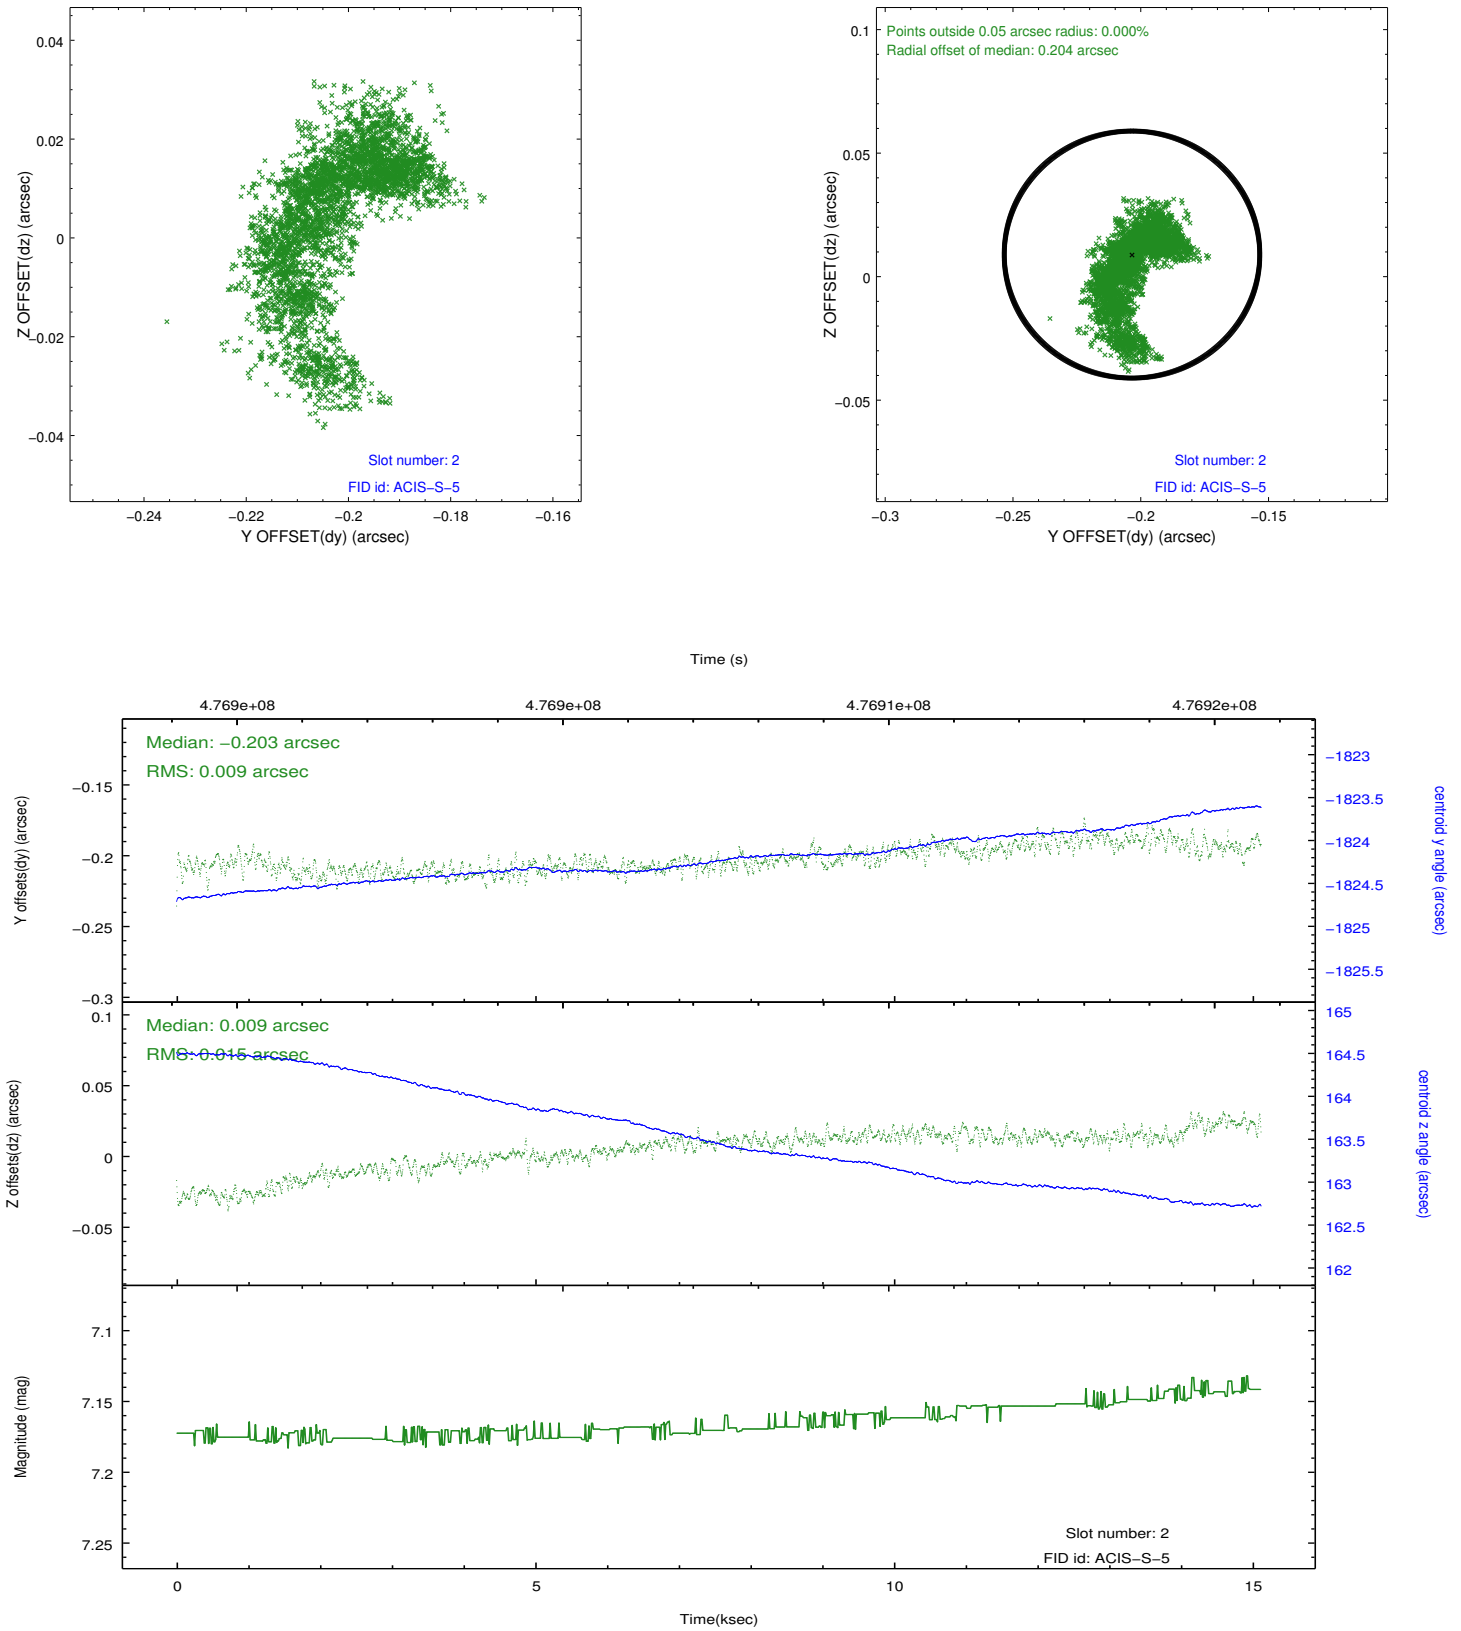 0.04
0.02
0
−0.02
−0.04
Z OFFSET(dz) (arcsec)
Slot number: 2
FID id: ACIS−S−5
−0.24
−0.22
−0.2
−0.18
−0.16
Y OFFSET(dy) (arcsec)
Points outside 0.05 arcsec radius: 0.000%
Radial offset of median: 0.204 arcsec
0.1
0.05
0
−0.05
Z OFFSET(dz) (arcsec)
Slot number: 2
FID id: ACIS−S−5
−0.3
−0.25
−0.2
−0.15
Y OFFSET(dy) (arcsec)
Time (s)
4.769e+08
4.769e+08
4.7691e+08
4.7692e+08
Median: −0.203 arcsec
RMS: 0.009 arcsec
−0.15
−0.2
−0.25
−0.3
Y offsets(dy) (arcsec)
−1823
−1823.5
−1824
−1824.5
−1825
−1825.5
centroid y angle (arcsec)
Median: 0.009 arcsec
RMS: 0.015 arcsec
0.1
0.05
0
−0.05
Z offsets(dz) (arcsec)
165
164.5
164
163.5
163
162.5
162
centroid z angle (arcsec)
7.1
7.15
7.2
7.25
Magnitude (mag)
Slot number: 2
FID id: ACIS−S−5
0
5
10
15
Time(ksec)